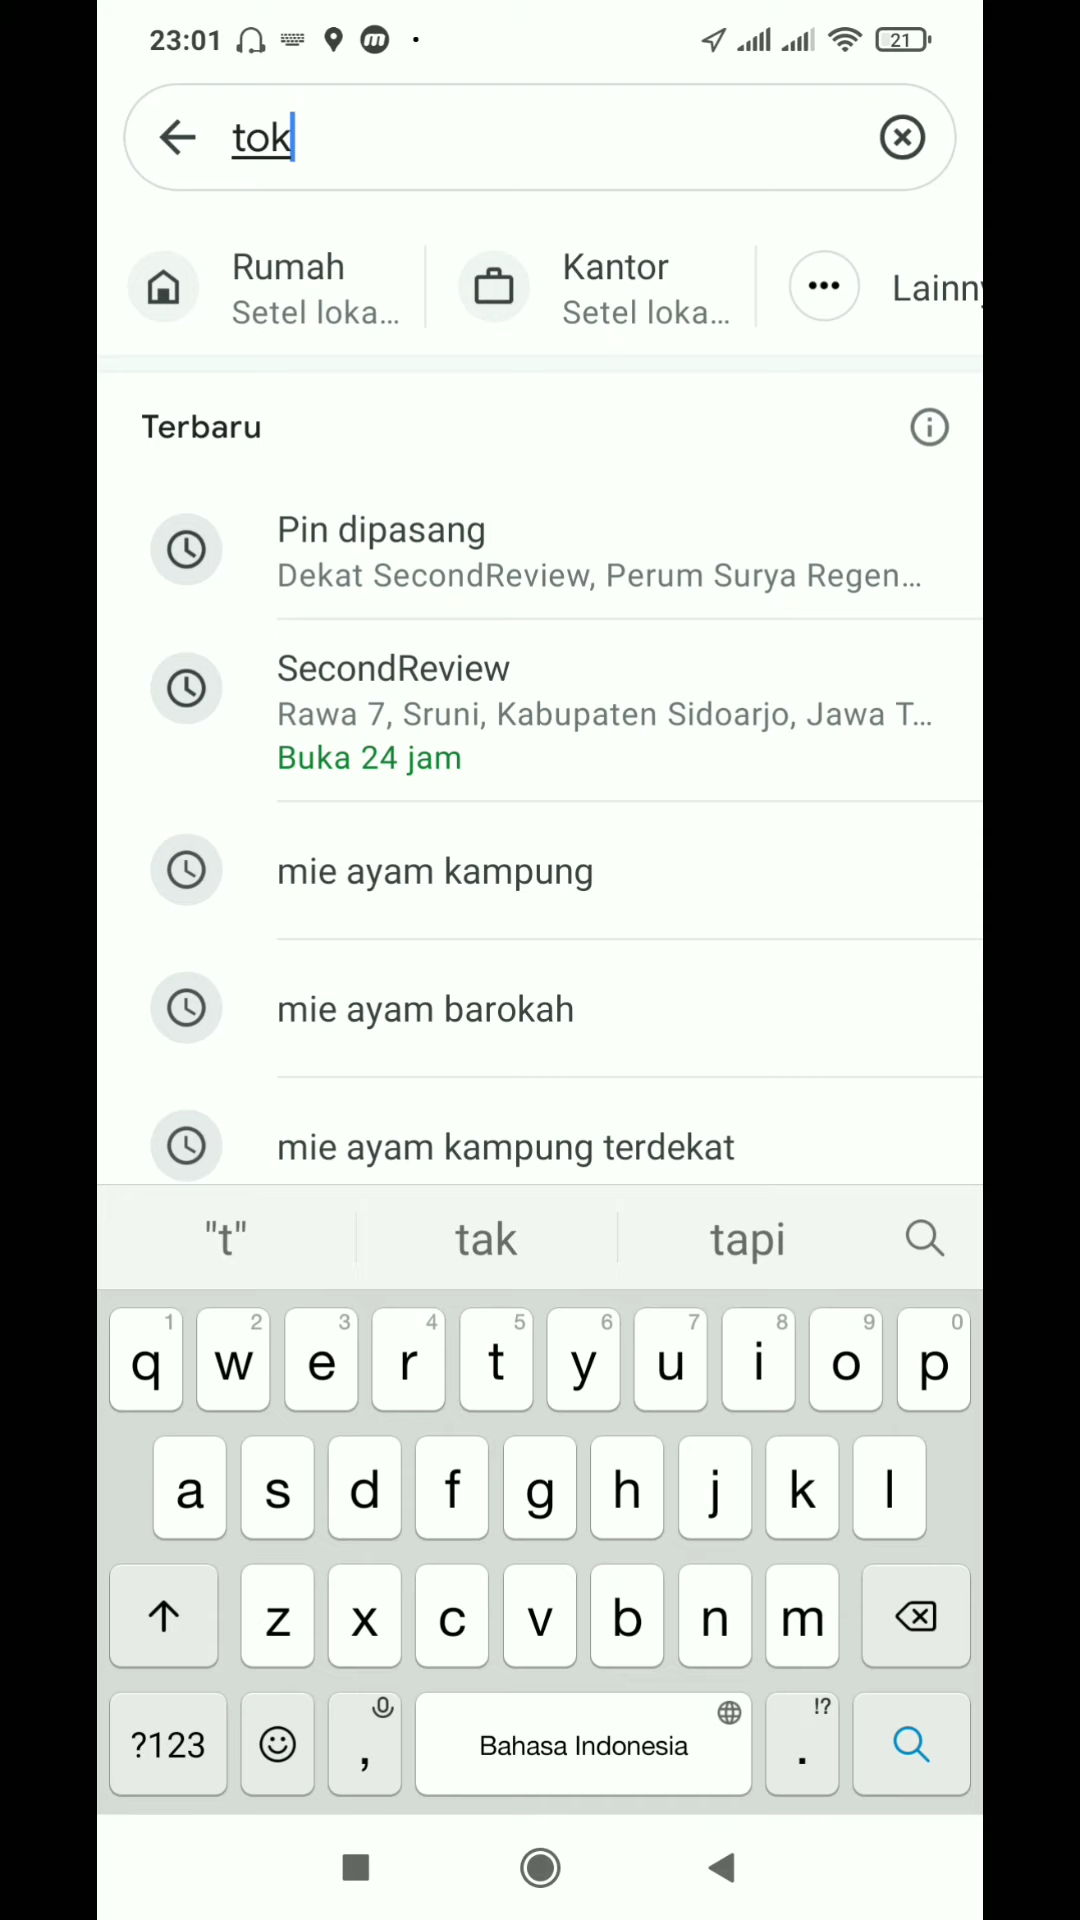 23:01
21
tok
Rumah
Setel loka...
Kantor
Setel loka...
Lainny
Terbaru
Pin dipasang
Dekat SecondReview, Perum Surya Regen...
SecondReview
Rawa 7, Sruni, Kabupaten Sidoarjo, Jawa T...
Buka 24 jam
mie ayam kampung
mie ayam barokah
mie ayam kampung terdekat
"t" tak tapi
1 2 3 4 5 6 7 8 9 0
q w e r t y u i o p
a s d f g h j k l
z x c v b n m
!?
?123 , Bahasa Indonesia .